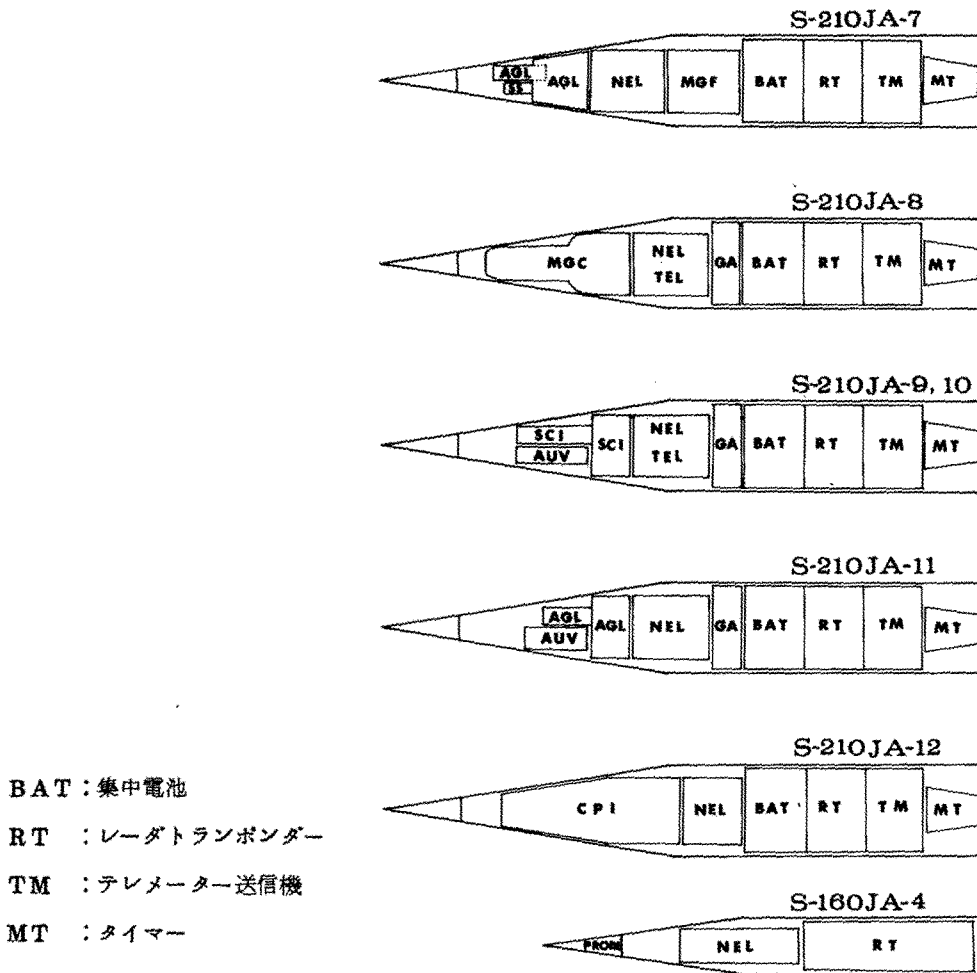 S-210JA-7
AGL
SS
AGL NEL MGF BAT RT TM MT
S-210JA-8
MGC NEL TEL GA BAT RT TM MT
S-210JA-9, 10
SCI
AUV
SCI NEL TEL GA BAT RT TM MT
S-210JA-11
AGL
AUV
AGL NEL GA BAT RT TM MT
S-210JA-12
CPI NEL BAT RT TM MT
S-160JA-4
NEL RT
BAT:集中電池
RT :レーダトランポンダー
TM :テレメーター送信機
MT :タイマー